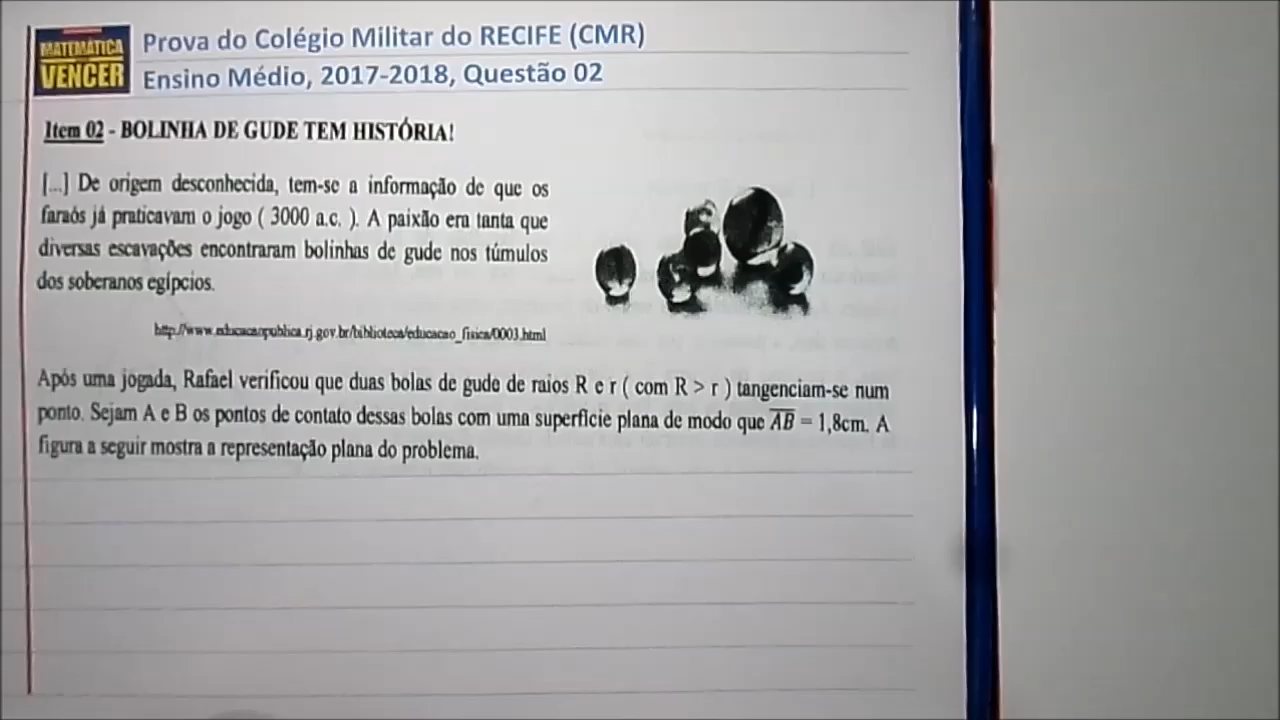 MATEMÁTICA
VENCER
Prova do Colégio Militar do RECIFE (CMR)
Ensino Médio, 2017-2018, Questão 02
Item 02 - BOLINHA DE GUDE TEM HISTÓRIA!
[...] De origem desconhecida, tem-se a informação de que os
faraós já praticavam o jogo ( 3000 a.c. ). A paixão era tanta que
diversas escavações encontraram bolinhas de gude nos túmulos
dos soberanos egípcios.
http://www.educacaopublica.rj.gov.br/biblioteca/educacao_fisica/0003.html
Após uma jogada, Rafael verificou que duas bolas de gude de raios R e r ( com R > r ) tangenciam-se num
ponto. Sejam A e B os pontos de contato dessas bolas com uma superfície plana de modo que A̅B̅ = 1,8cm. A
figura a seguir mostra a representação plana do problema.